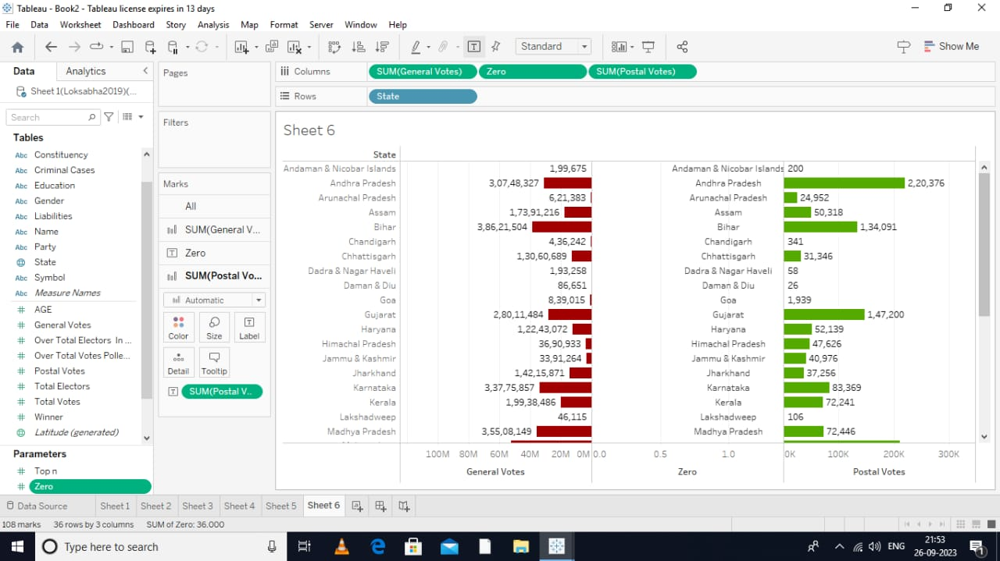 Tableau - Book2 - Tableau license expires in 13 days
File Data Worksheet Dashboard Story Analysis Map Format Server Window Help
Standard
Show Me
Data Analytics
Sheet 1(Loksabha2019)(...
Search
Tables
Abc Constituency
Abc Criminal Cases
Abc Education
Abc Gender
Abc Liabilities
Abc Name
Abc Party
State
Abc Symbol
Abc Measure Names
# AGE
# General Votes
# Over Total Electors In ...
# Over Total Votes Polle...
# Postal Votes
# Total Electors
# Total Votes
# Winner
Latitude (generated)
Parameters
# Top n
# Zero
Pages
Filters
Marks
All
SUM(General V...
T Zero
SUM(Postal Vo...
Automatic
Color Size Label
Detail Tooltip
SUM(Postal V..
Columns SUM(General Votes) Zero SUM(Postal Votes)
Rows State
Sheet 6
State
Andaman & Nicobar Islands 1,99,675 Andaman & Nicobar Islands 200
Andhra Pradesh 3,07,48,327 Andhra Pradesh 2,20,376
Arunachal Pradesh 6,21,383 Arunachal Pradesh 24,952
Assam 1,73,91,216 Assam 50,318
Bihar 3,86,21,504 Bihar 1,34,091
Chandigarh 4,36,242 Chandigarh 341
Chhattisgarh 1,30,60,689 Chhattisgarh 31,346
Dadra & Nagar Haveli 1,93,258 Dadra & Nagar Haveli 58
Daman & Diu 86,651 Daman & Diu 26
Goa 8,39,015 Goa 1,939
Gujarat 2,80,11,484 Gujarat 1,47,200
Haryana 1,22,43,072 Haryana 52,139
Himachal Pradesh 36,90,933 Himachal Pradesh 47,626
Jammu & Kashmir 33,91,264 Jammu & Kashmir 40,976
Jharkhand 1,42,15,871 Jharkhand 37,256
Karnataka 3,37,75,857 Karnataka 83,369
Kerala 1,99,38,486 Kerala 72,241
Lakshadweep 46,115 Lakshadweep 106
Madhya Pradesh 3,55,08,149 Madhya Pradesh 72,446
100M 80M 60M 40M 20M 0M 0.0 0.5 1.0 0K 100K 200K 300K
General Votes Zero Postal Votes
Data Source Sheet 1 Sheet 2 Sheet 3 Sheet 4 Sheet 5 Sheet 6
108 marks 36 rows by 3 columns SUM of Zero: 36.000
Type here to search
ENG
21:53
26-09-2023
1